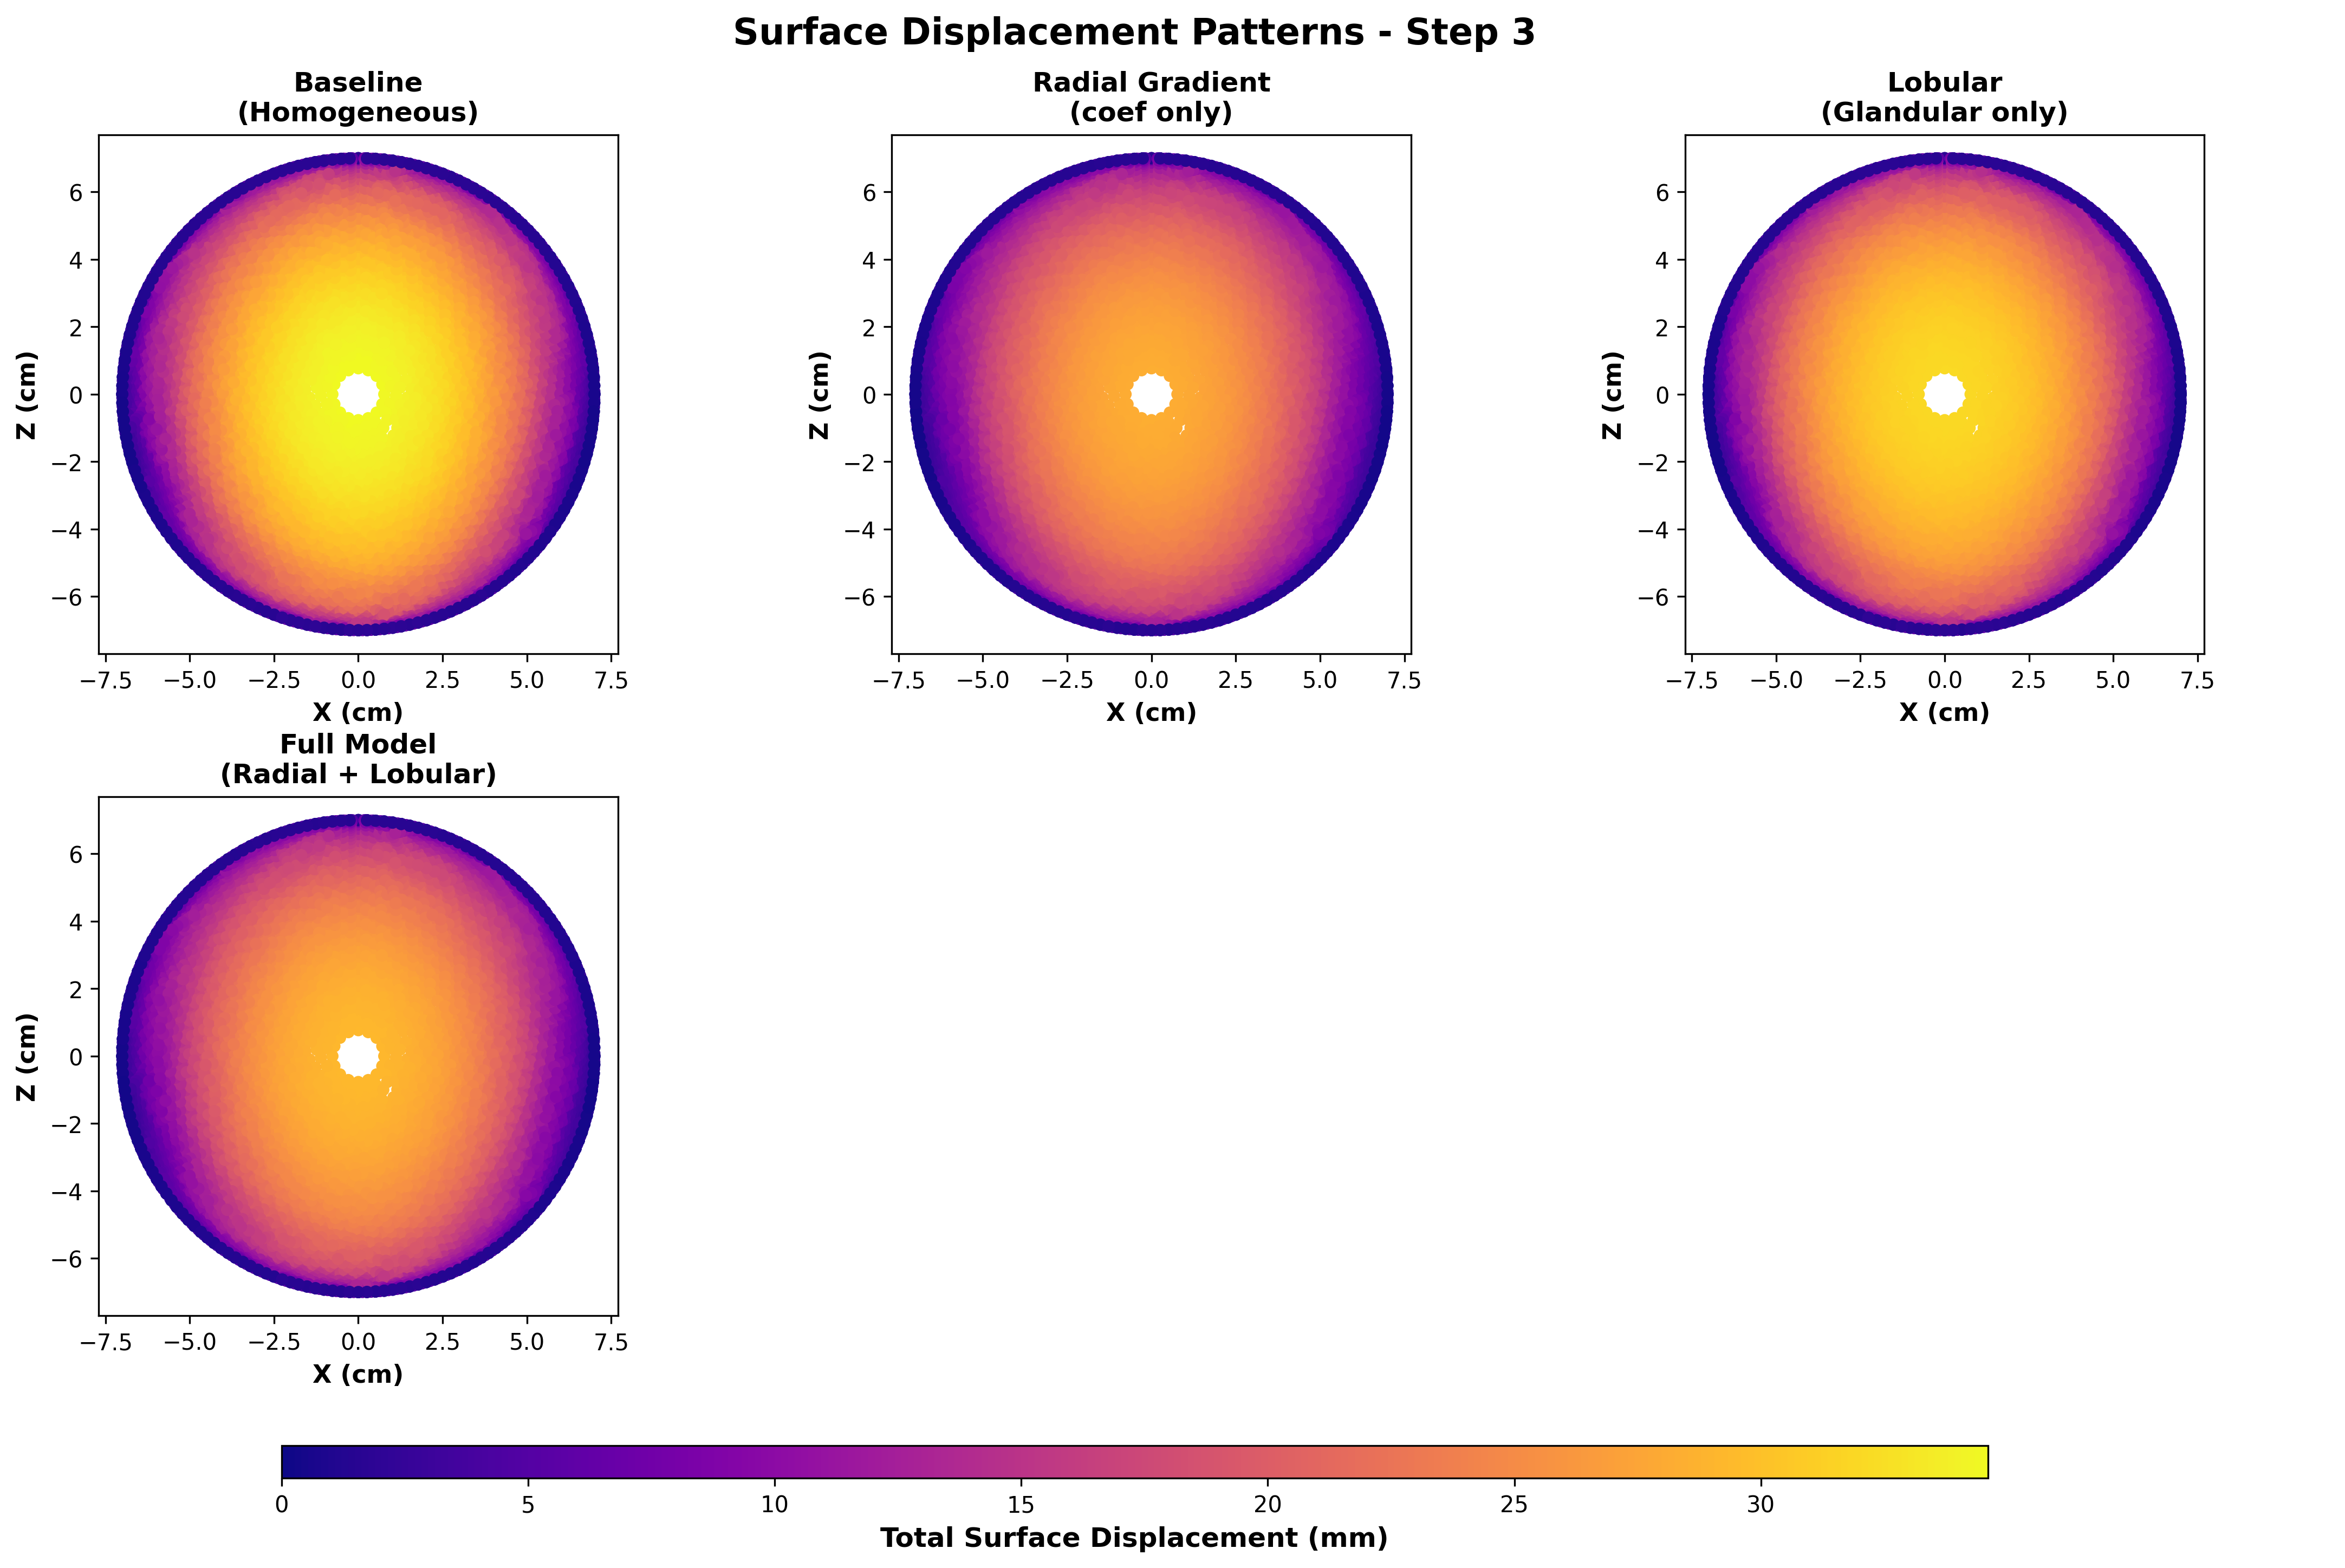 Surface Displacement Patterns - Step 3
Baseline
(Homogeneous)
Radial Gradient
(coef only)
Lobular
(Glandular only)
6
4
2
0
−2
−4
−6
Z (cm)
−7.5 −5.0 −2.5 0.0 2.5 5.0 7.5
X (cm)
6
4
2
0
−2
−4
−6
Z (cm)
−7.5 −5.0 −2.5 0.0 2.5 5.0 7.5
X (cm)
6
4
2
0
−2
−4
−6
Z (cm)
−7.5 −5.0 −2.5 0.0 2.5 5.0 7.5
X (cm)
Full Model
(Radial + Lobular)
6
4
2
0
−2
−4
−6
Z (cm)
−7.5 −5.0 −2.5 0.0 2.5 5.0 7.5
X (cm)
0 5 10 15 20 25 30
Total Surface Displacement (mm)